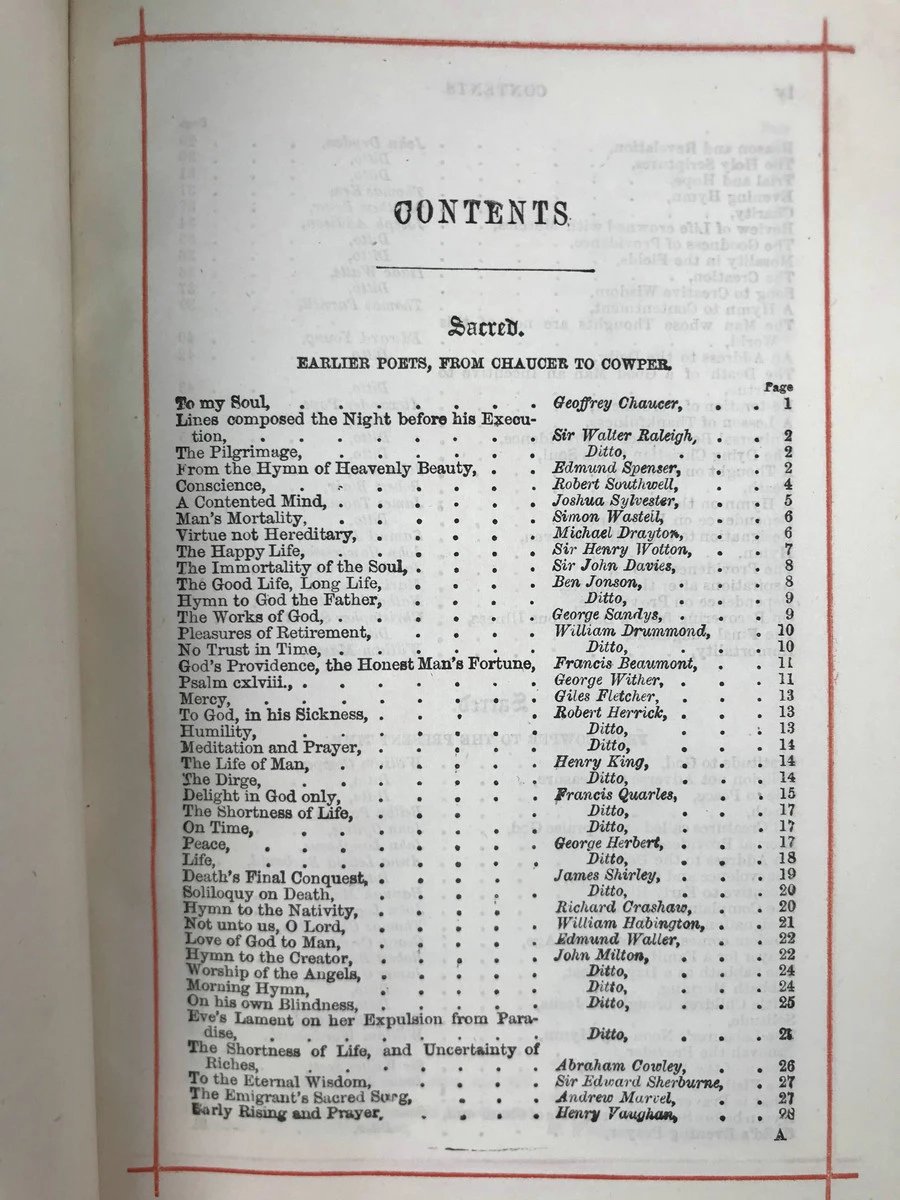 CONTENTS
Sacred.
EARLIER POETS, FROM CHAUCER TO COWPER.
Page
To my Soul, . . . . . . . Geoffrey Chaucer, . . 1
Lines composed the Night before his Execu-
tion, . . . . . . . . Sir Walter Raleigh, . . 2
The Pilgrimage, . . . . . . Ditto, . . . 2
From the Hymn of Heavenly Beauty, . . . Edmund Spenser, . . 2
Conscience, . . . . . . . Robert Southwell, . . 4
A Contented Mind, . . . . . . Joshua Sylvester, . . 5
Man's Mortality, . . . . . . Simon Wastell, . . 6
Virtue not Hereditary, . . . . . Michael Drayton, . . 6
The Happy Life, . . . . . . Sir Henry Wotton, . . 7
The Immortality of the Soul, . . . . Sir John Davies, . . 8
The Good Life, Long Life, . . . . . Ben Jonson, . . . 8
Hymn to God the Father, . . . . . Ditto, . . . 9
The Works of God, . . . . . . George Sandys, . . 9
Pleasures of Retirement, . . . . William Drummond, . . 10
No Trust in Time, . . . . . . Ditto, . . . 10
God's Providence, the Honest Man's Fortune, Francis Beaumont, . . 11
Psalm cxlviii., . . . . . . . George Wither, . . . 11
Mercy, . . . . . . . . Giles Fletcher, . . . 13
To God, in his Sickness, . . . . . Robert Herrick, . . . 13
Humility, . . . . . . . Ditto, . . . 13
Meditation and Prayer, . . . . . Ditto, . . . 14
The Life of Man, . . . . . . Henry King, . . . 14
The Dirge, . . . . . . . Ditto, . . . 14
Delight in God only, . . . . . Francis Quarles, . . 15
The Shortness of Life, . . . . . Ditto, . . . 17
On Time, . . . . . . . Ditto, . . . 17
Peace, . . . . . . . . George Herbert, . . . 17
Life, . . . . . . . . Ditto, . . . 18
Death's Final Conquest, . . . . . James Shirley, . . . 19
Soliloquy on Death, . . . . . Ditto, . . . 20
Hymn to the Nativity, . . . . Richard Crashaw, . . 20
Not unto us, O Lord, . . . . . William Habington, . . 21
Love of God to Man, . . . . . Edmund Waller, . . 22
Hymn to the Creator, . . . . . John Milton, . . . 22
Worship of the Angels, . . . . . Ditto, . . . 24
Morning Hymn, . . . . . Ditto, . . . 24
On his own Blindness, . . . . . Ditto, . . . 25
Eve's Lament on her Expulsion from Para-
dise, . . . . . . . . Ditto, . . .
The Shortness of Life, and Uncertainty of
Riches, . . . . . . . Abraham Cowley, . . 26
To the Eternal Wisdom, . . . . Sir Edward Sherburne, . . 27
The Emigrant's Sacred Song, . . . Andrew Marvel, . . 27
Early Rising and Prayer, . . . . Henry Vaughan, . . 28
A